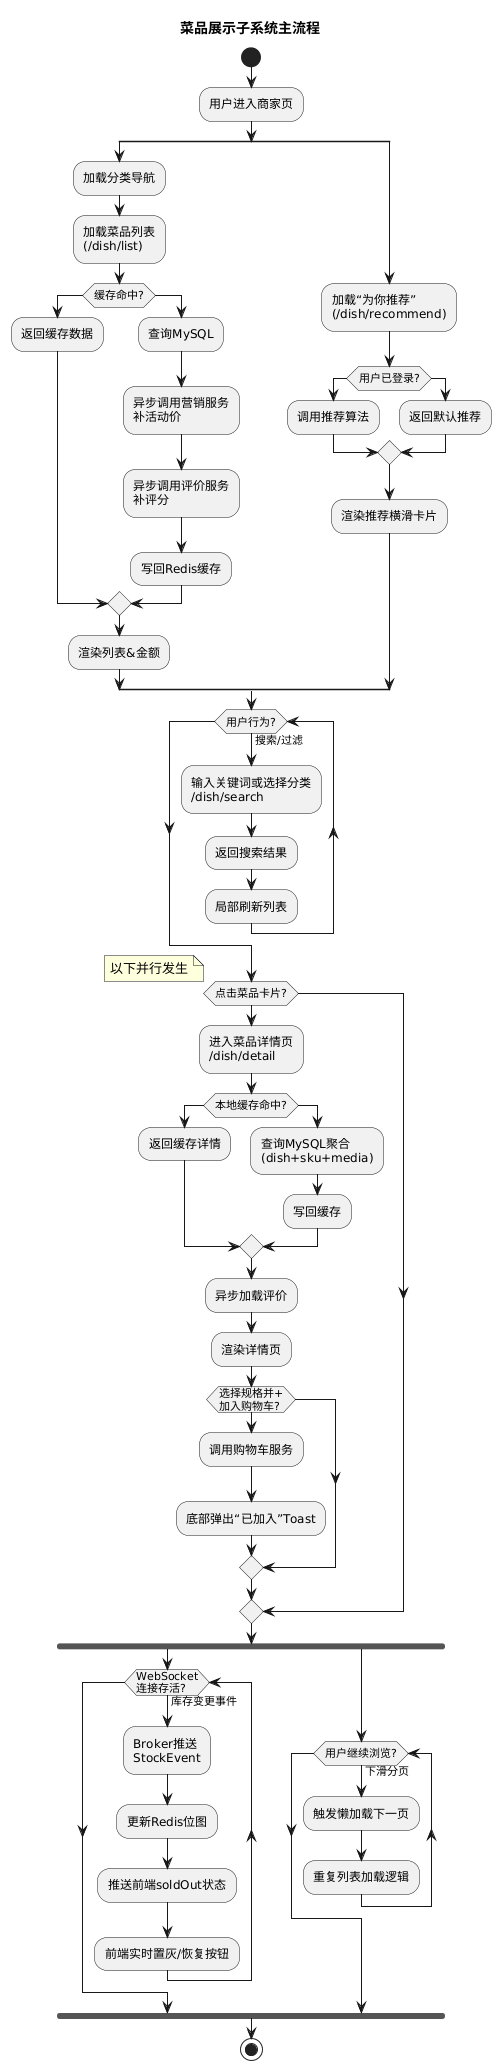 菜品展示子系统主流程
用户进入商家页
加载分类导航
加载菜品列表
(/dish/list)
缓存命中?
返回缓存数据
查询MySQL
异步调用营销服务
补活动价
异步调用评价服务
补评分
写回Redis缓存
渲染列表&金额
加载“为你推荐”
(/dish/recommend)
用户已登录?
调用推荐算法
返回默认推荐
渲染推荐横滑卡片
用户行为?
搜索/过滤
输入关键词或选择分类
/dish/search
返回搜索结果
局部刷新列表
以下并行发生
点击菜品卡片?
进入菜品详情页
/dish/detail
本地缓存命中?
返回缓存详情
查询MySQL聚合
(dish+sku+media)
写回缓存
异步加载评价
渲染详情页
选择规格并+
加入购物车?
调用购物车服务
底部弹出“已加入”Toast
WebSocket
连接存活?
库存变更事件
Broker推送
StockEvent
更新Redis位图
推送前端soldOut状态
前端实时置灰/恢复按钮
用户继续浏览?
下滑分页
触发懒加载下一页
重复列表加载逻辑